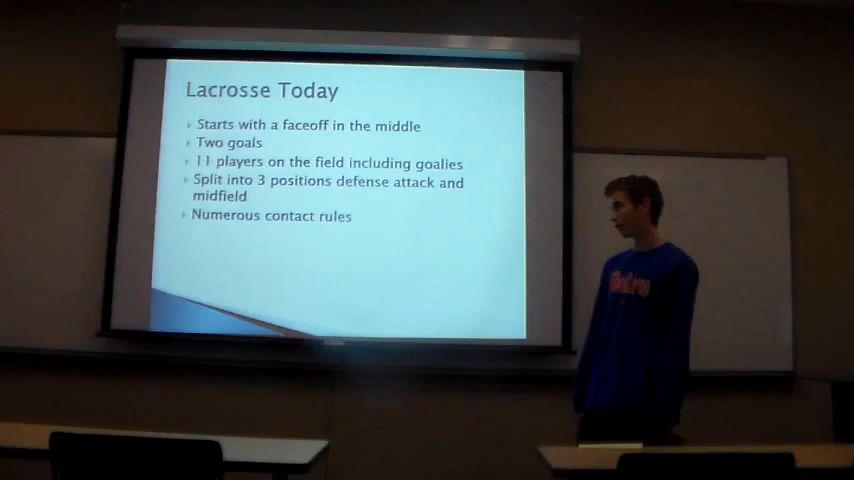 Lacrosse Today
Starts with a faceoff in the middle
Two goals
11 players on the field including goalies
Split into 3 positions defense attack and
midfield
Numerous contact rules